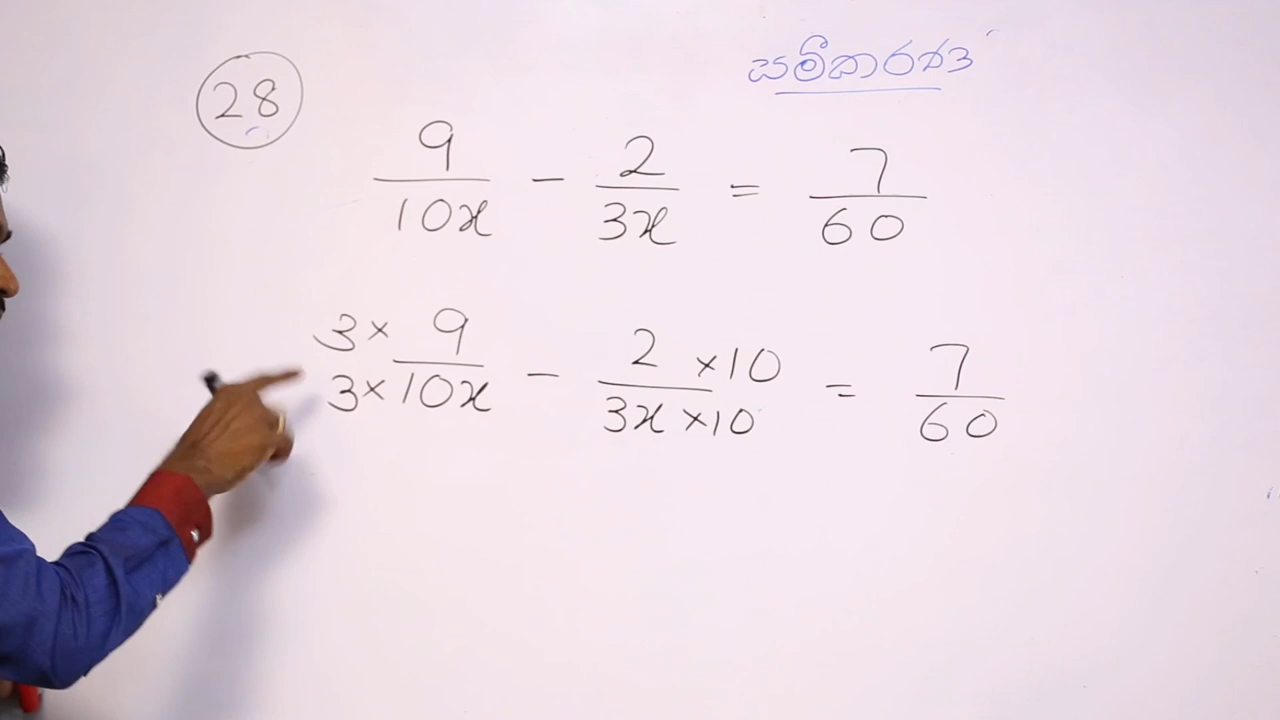 සමීකරණ
28
9/10x - 2/3x = 7/60
3 × 9/3 × 10x - 2 × 10/3x × 10 = 7/60